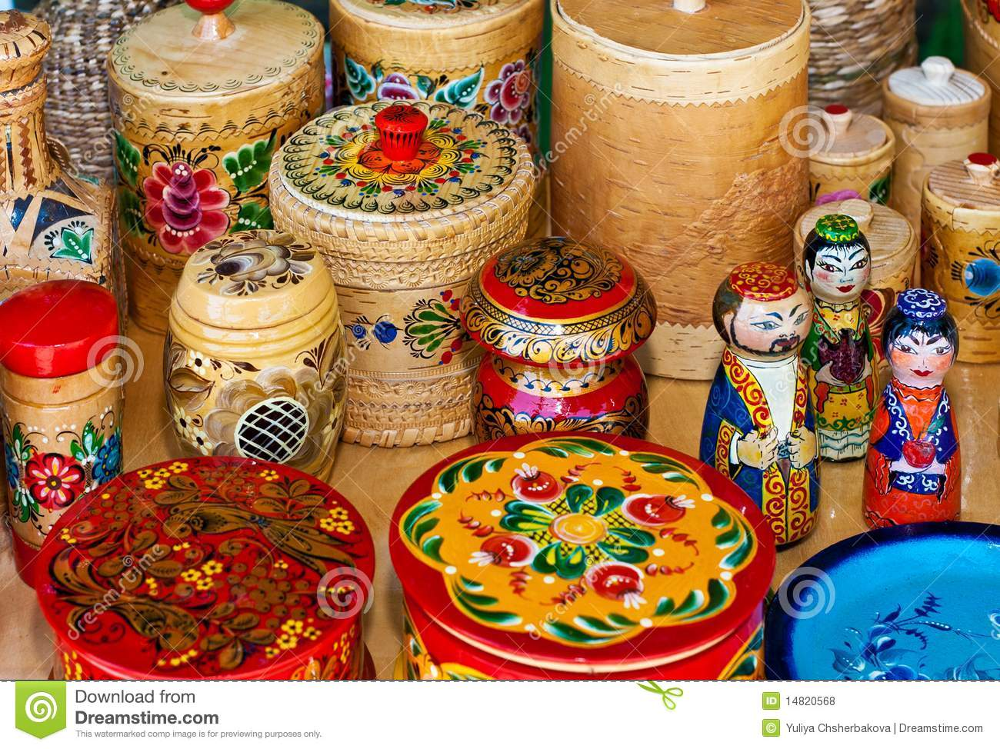 dreamstime
Download from
Dreamstime.com
This watermarked comp image is for previewing purposes only.
ID 14820568
© Yuliya Chsherbakova | Dreamstime.com